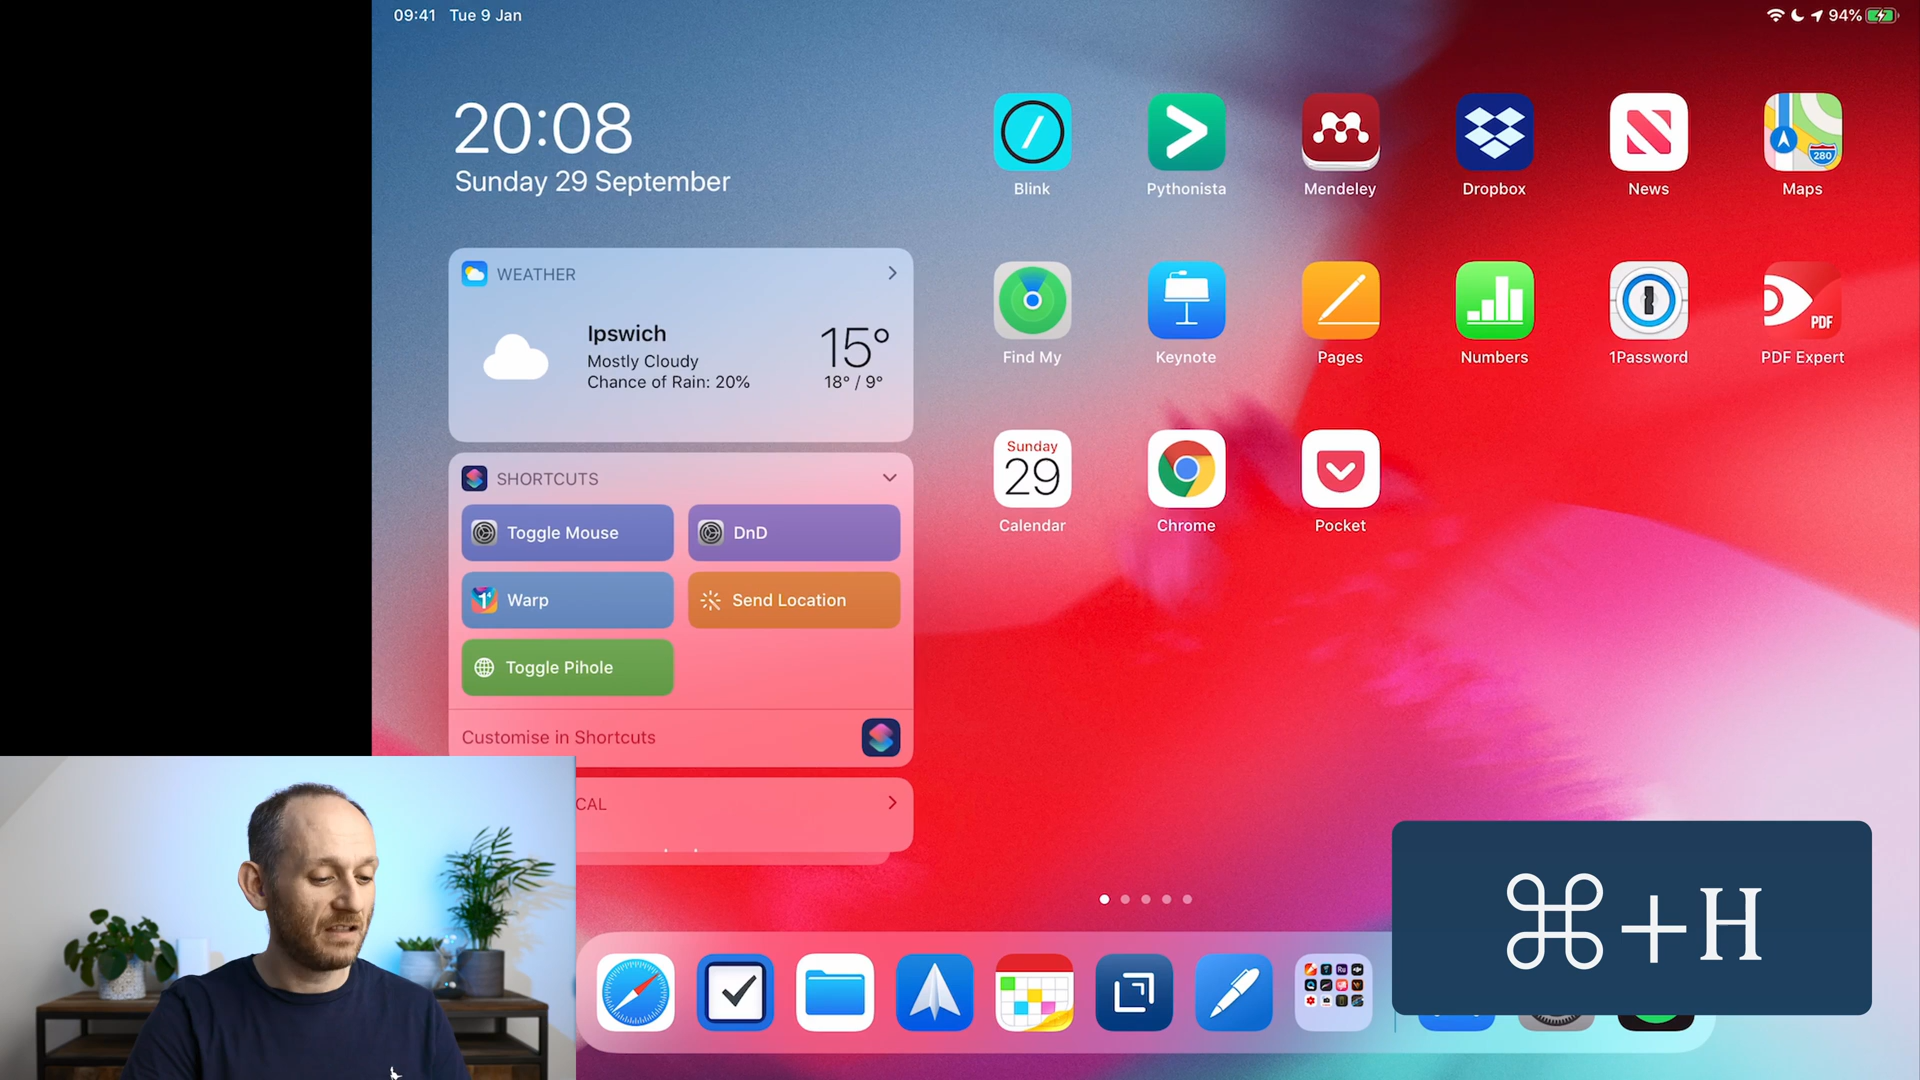 09:41 Tue 9 Jan
94%
20:08
Sunday 29 September
WEATHER
Ipswich
Mostly Cloudy
Chance of Rain: 20%
15°
18° / 9°
SHORTCUTS
Toggle Mouse
DnD
Warp
Send Location
Toggle Pihole
Customise in Shortcuts
CAL
Blink
Pythonista
Mendeley
Dropbox
News
280
Maps
Find My
Keynote
Pages
Numbers
1Password
PDF
PDF Expert
Sunday
29
Calendar
Chrome
Pocket
⌘+H